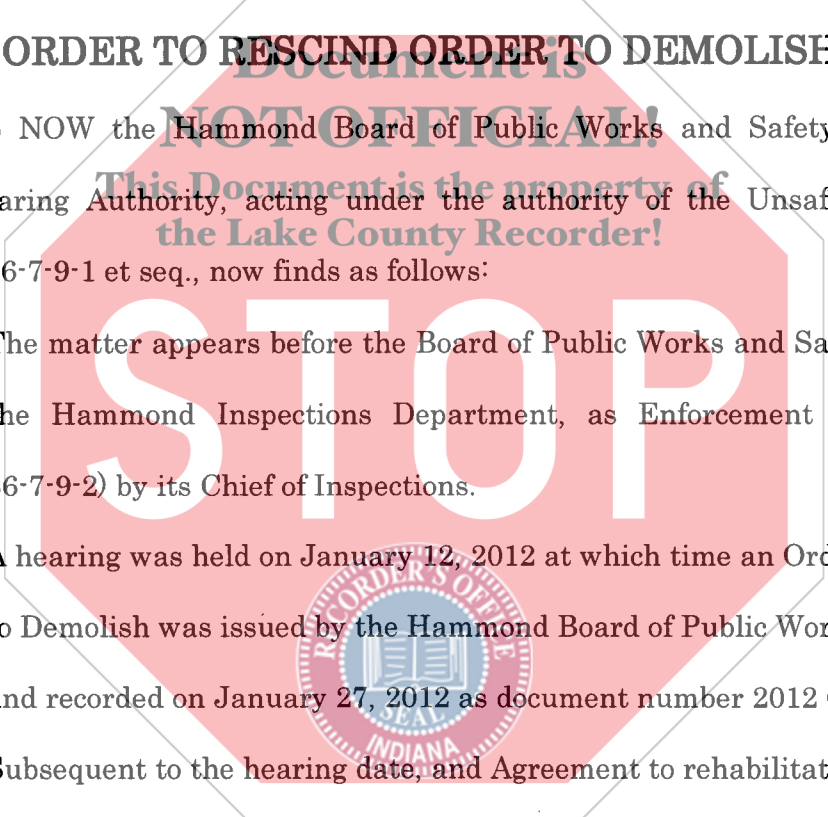 ORDER TO RESCIND ORDER TO DEMOLISH
Document is
NOW the Hammond Board of Public Works and Safety
NOT OFFICIAL!
This Document is the property of
aring Authority, acting under the authority of the Unsaf
the Lake County Recorder!
6-7-9-1 et seq., now finds as follows:
The matter appears before the Board of Public Works and Sa
STOP
he Hammond Inspections Department, as Enforcement
6-7-9-2) by its Chief of Inspections.
A hearing was held on January 12, 2012 at which time an Ord
RECORDER'S OFFICE
o Demolish was issued by the Hammond Board of Public Wor
nd recorded on January 27, 2012 as document number 2012
SEAL
INDIANA
Subsequent to the hearing date, and Agreement to rehabilitat